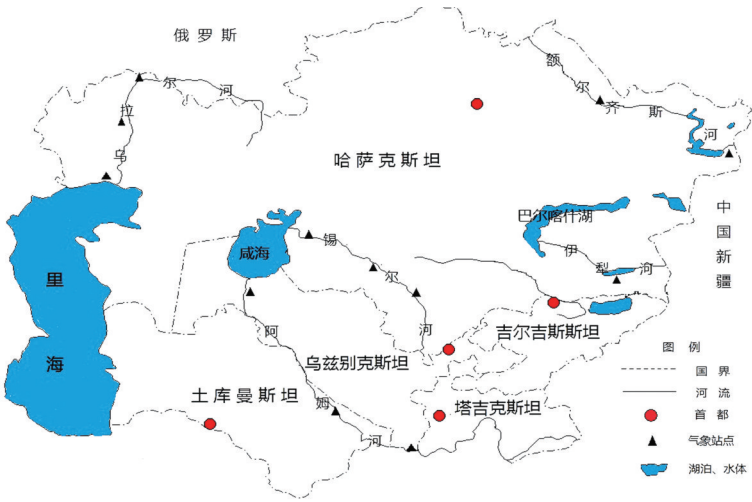 俄罗斯
乌拉尔河
额尔齐斯河
哈萨克斯坦
中国新疆
巴尔喀什湖
伊犁河
咸海
锡尔河
里海
阿姆河
吉尔吉斯斯坦
乌兹别克斯坦
土库曼斯坦
塔吉克斯坦
图例
国界
河流
首都
气象站点
湖泊、水体